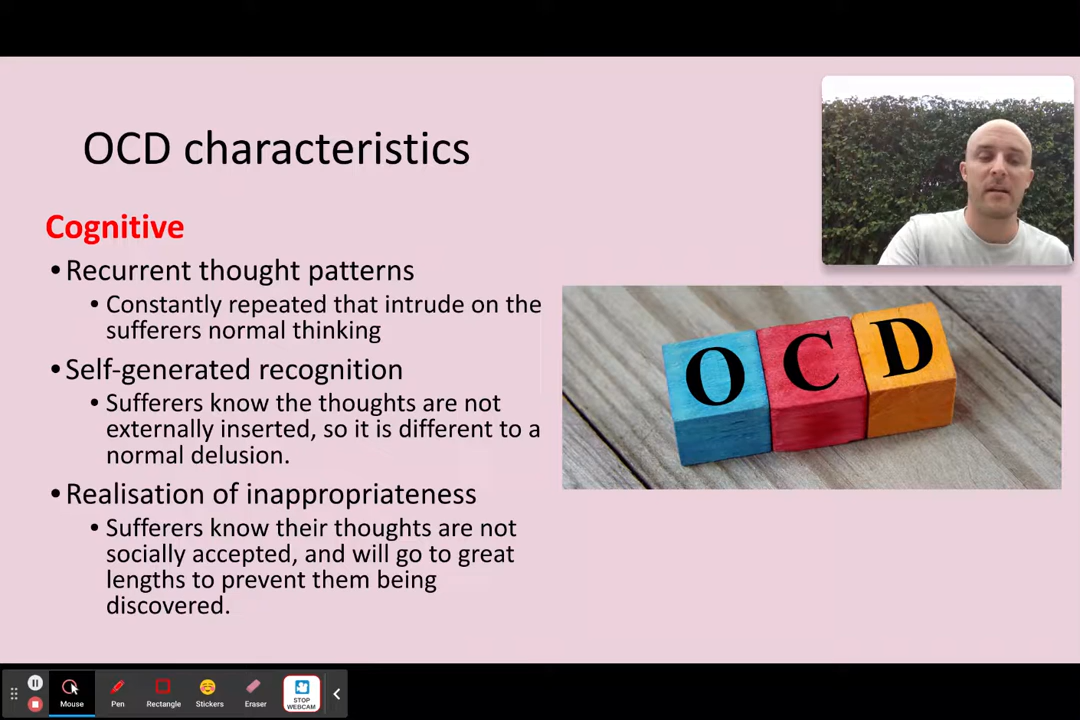 OCD characteristics
Cognitive
•Recurrent thought patterns
• Constantly repeated that intrude on the
sufferers normal thinking
•Self-generated recognition
• Sufferers know the thoughts are not
externally inserted, so it is different to a
normal delusion.
•Realisation of inappropriateness
• Sufferers know their thoughts are not
socially accepted, and will go to great
lengths to prevent them being
discovered.
O C D
Mouse
Pen
Rectangle
Stickers
Eraser
STOP
WEBCAM